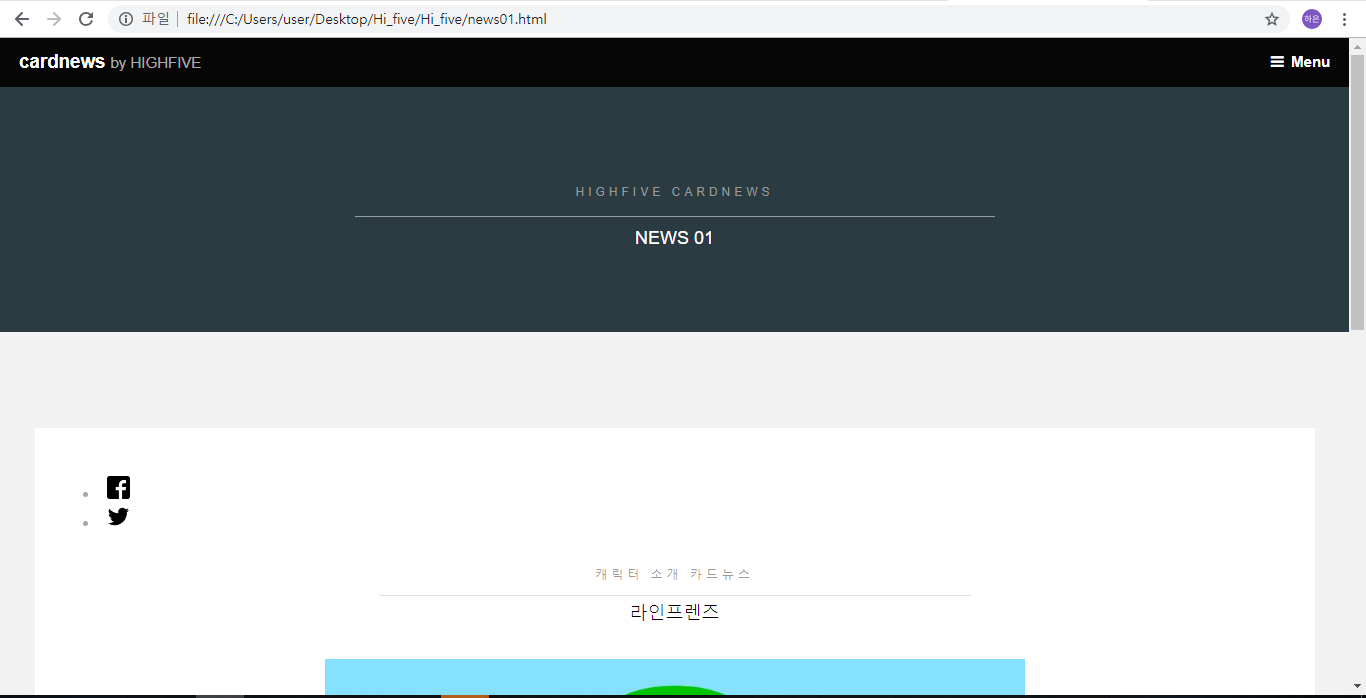 파일 file:///C:/Users/user/Desktop/Hi_five/Hi_five/news01.html
하은
cardnews by HIGHFIVE
Menu
HIGHFIVE CARDNEWS
NEWS 01
캐릭터 소개 카드뉴스
라인프렌즈